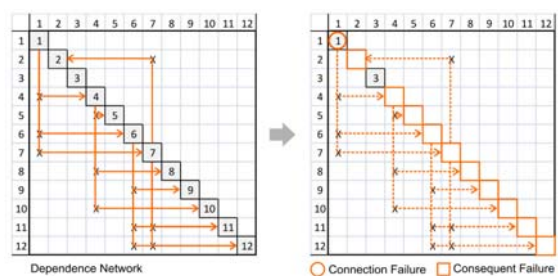 1 2 3 4 5 6 7 8 9 10 11 12
1 1
2 X 2
3 3
4 X 4
5 X 5
6 X 6
7 X 7
8 X 8
9 X 9
10 X 10
11 X X 11
12 X X 12
Dependence Network
1 2 3 4 5 6 7 8 9 10 11 12
1 1
2 X
3 3
4 X
5 X
6 X
7 X
8 X
9 X
10 X
11 X X
12 X X
Connection Failure Consequent Failure